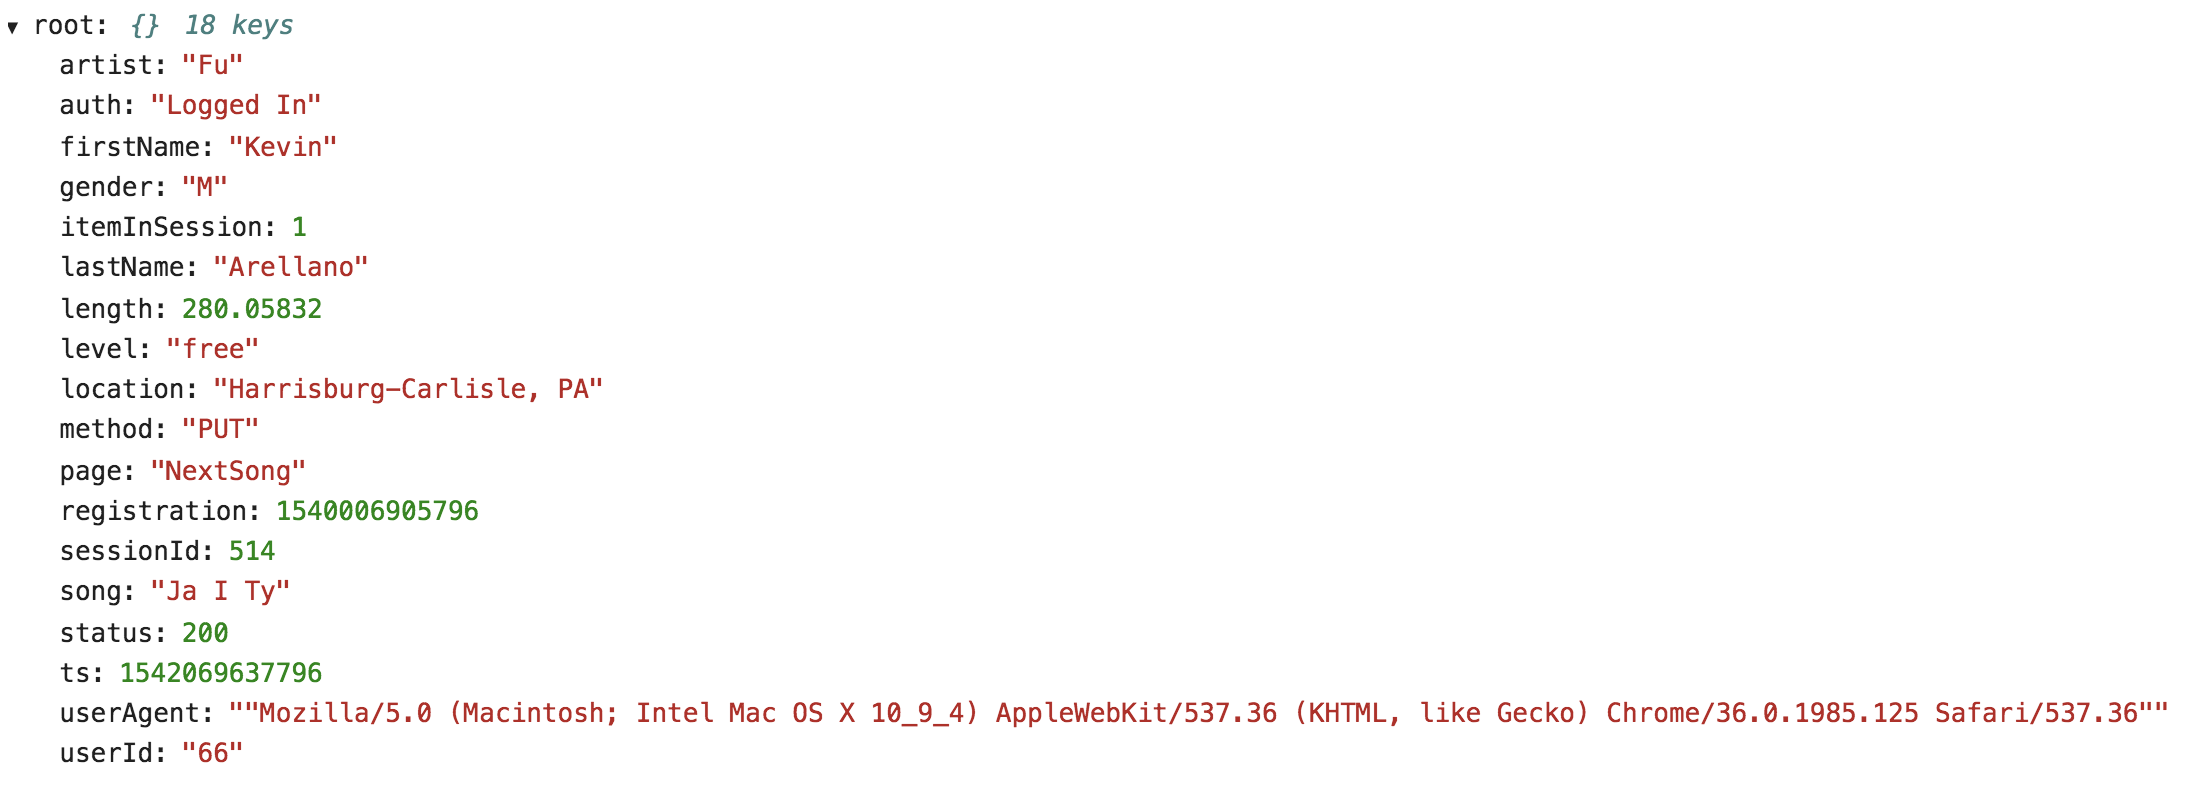 ▼ root: {} 18 keys
artist: "Fu"
auth: "Logged In"
firstName: "Kevin"
gender: "M"
itemInSession: 1
lastName: "Arellano"
length: 280.05832
level: "free"
location: "Harrisburg-Carlisle, PA"
method: "PUT"
page: "NextSong"
registration: 1540006905796
sessionId: 514
song: "Ja I Ty"
status: 200
ts: 1542069637796
userAgent: ""Mozilla/5.0 (Macintosh; Intel Mac OS X 10_9_4) AppleWebKit/537.36 (KHTML, like Gecko) Chrome/36.0.1985.125 Safari/537.36""
userId: "66"